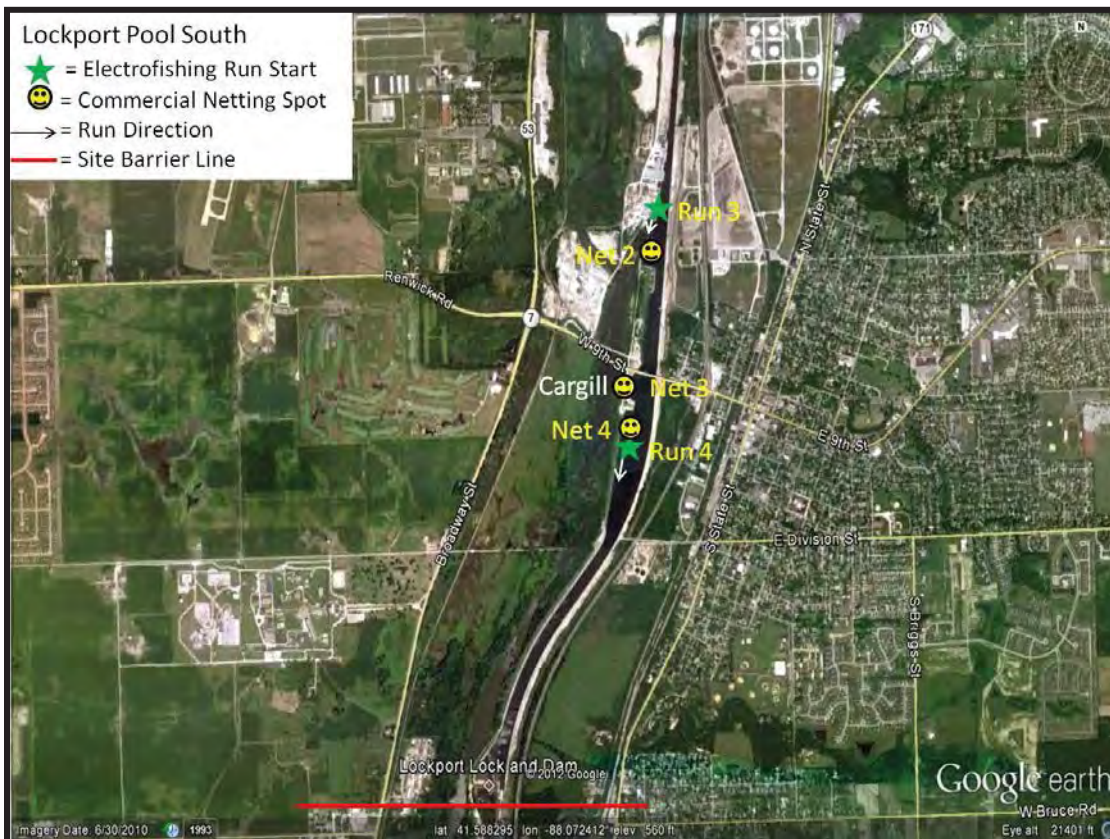 Lockport Pool South
= Electrofishing Run Start
= Commercial Netting Spot
= Run Direction
= Site Barrier Line
171
N
53
Run 3
N State St
Net 2
Renwick Rd
7
W 9th St
Cargill
Net 3
Net 4
Run 4
E 9th St
S State St
E Division St
Broadway St
S Briggs St
Lockport Lock and Dam
© 2012 Google
Google earth
W Bruce Rd
Imagery Date: 6/30/2010
1993
lat 41.588295 lon -88.072412° elev 560 ft
Eye alt 21401 ft